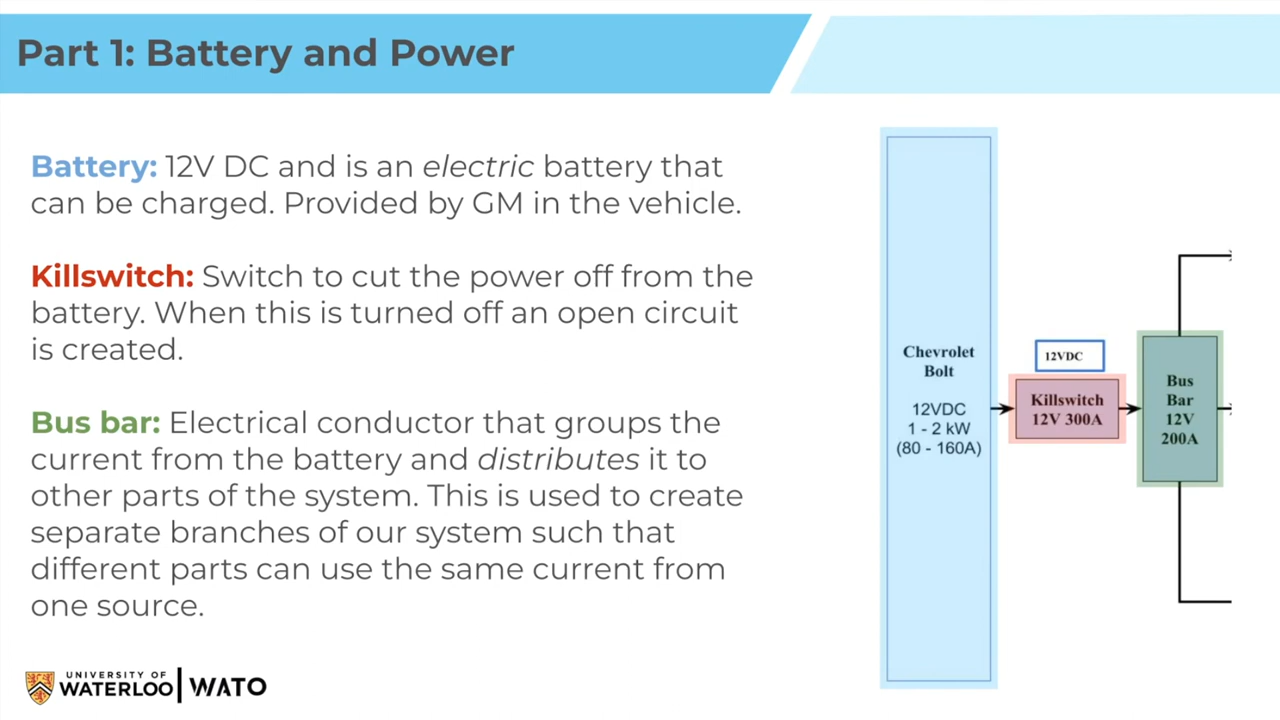 Part 1: Battery and Power
Battery: 12V DC and is an electric battery that
can be charged. Provided by GM in the vehicle.
Killswitch: Switch to cut the power off from the
battery. When this is turned off an open circuit
is created.
Bus bar: Electrical conductor that groups the
current from the battery and distributes it to
other parts of the system. This is used to create
separate branches of our system such that
different parts can use the same current from
one source.
Chevrolet
Bolt
12VDC
1 - 2 kW
(80 - 160A)
12VDC
Killswitch
12V 300A
Bus
Bar
12V
200A
UNIVERSITY OF
WATERLOO
WATO